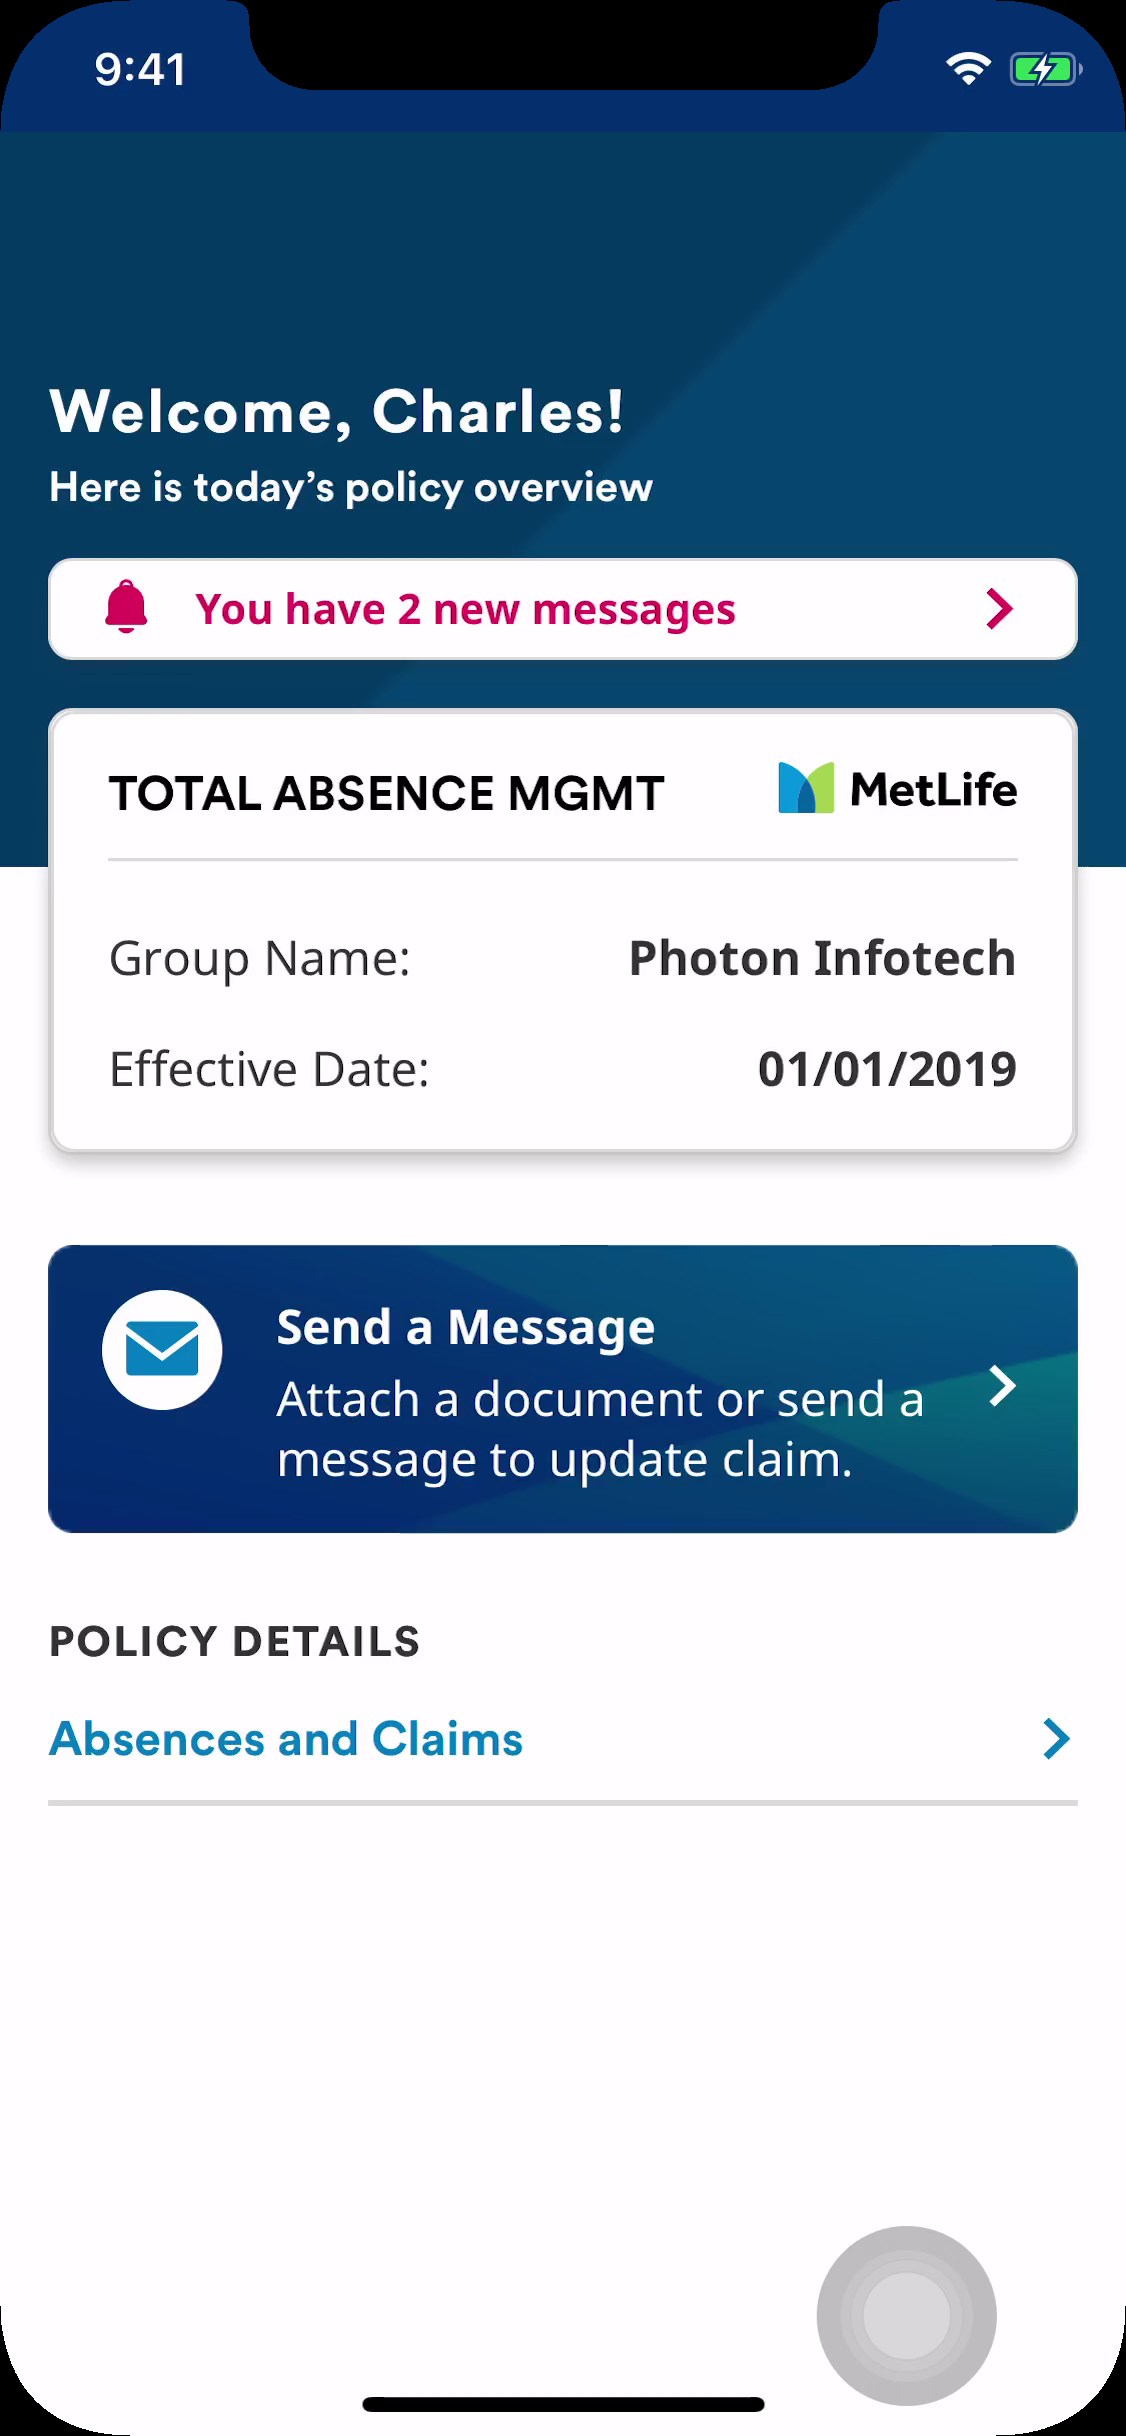 9:41
Welcome, Charles!
Here is today’s policy overview
You have 2 new messages
TOTAL ABSENCE MGMT
MetLife
Group Name:
Photon Infotech
Effective Date:
01/01/2019
Send a Message
Attach a document or send a
message to update claim.
POLICY DETAILS
Absences and Claims